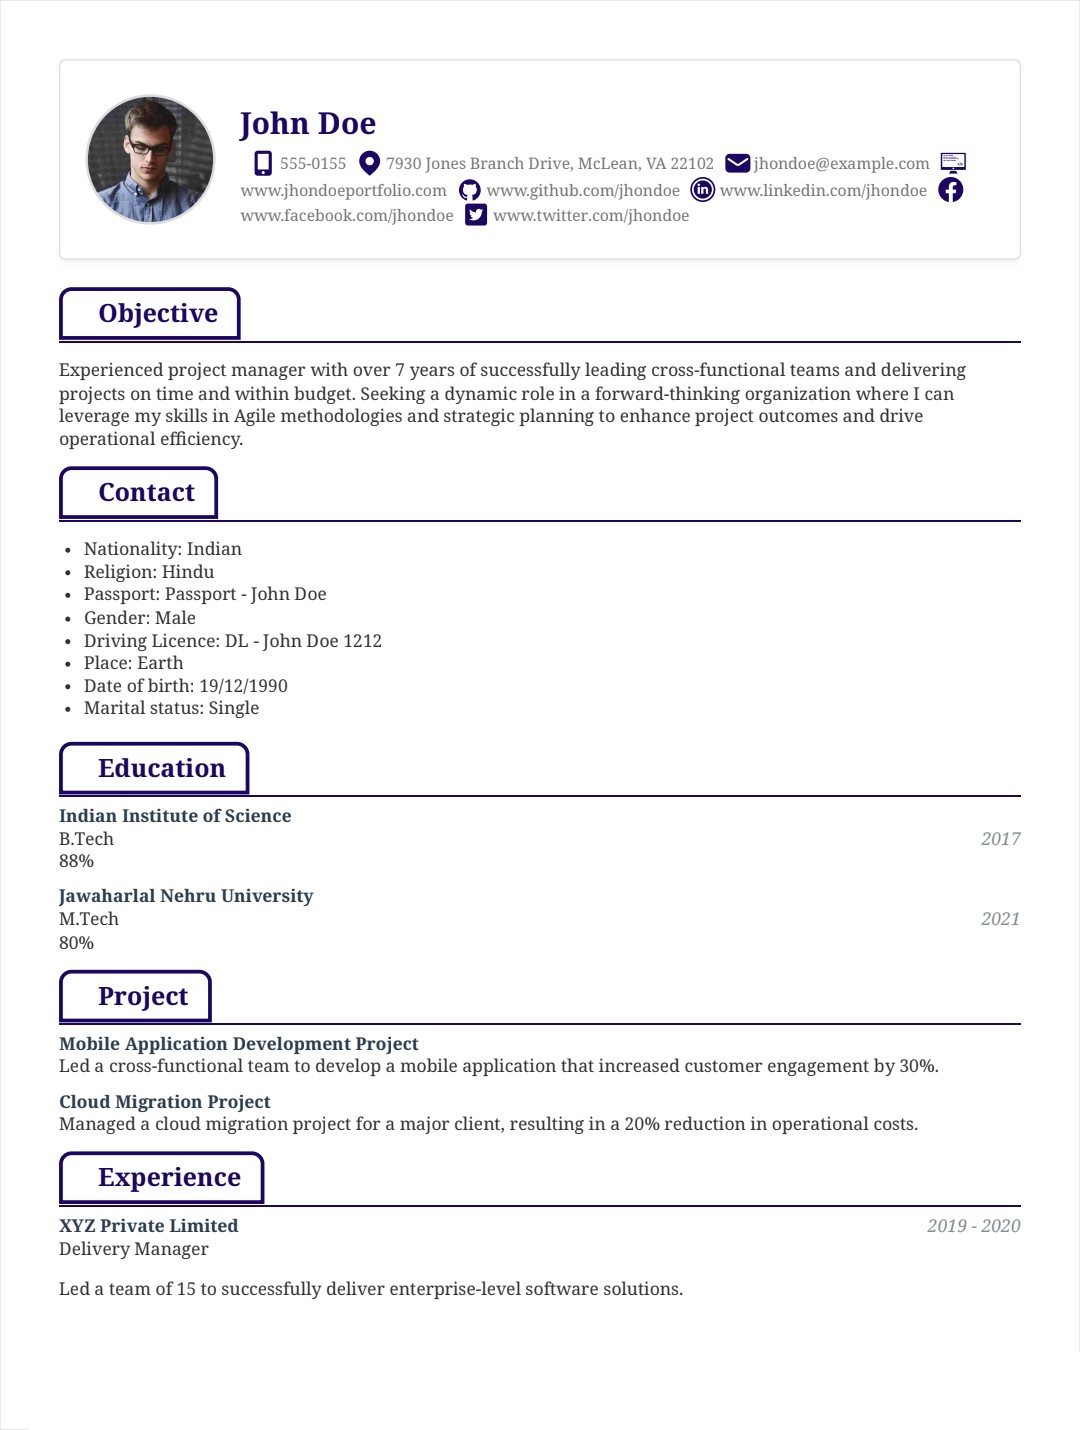 John Doe
555-0155 7930 Jones Branch Drive, McLean, VA 22102 jhondoe@example.com
www.jhondoeportfolio.com www.github.com/jhondoe www.linkedin.com/jhondoe
www.facebook.com/jhondoe www.twitter.com/jhondoe
Objective
Experienced project manager with over 7 years of successfully leading cross-functional teams and delivering
projects on time and within budget. Seeking a dynamic role in a forward-thinking organization where I can
leverage my skills in Agile methodologies and strategic planning to enhance project outcomes and drive
operational efficiency.
Contact
• Nationality: Indian
• Religion: Hindu
• Passport: Passport - John Doe
• Gender: Male
• Driving Licence: DL - John Doe 1212
• Place: Earth
• Date of birth: 19/12/1990
• Marital status: Single
Education
Indian Institute of Science
B.Tech 2017
88%
Jawaharlal Nehru University
M.Tech 2021
80%
Project
Mobile Application Development Project
Led a cross-functional team to develop a mobile application that increased customer engagement by 30%.
Cloud Migration Project
Managed a cloud migration project for a major client, resulting in a 20% reduction in operational costs.
Experience
XYZ Private Limited 2019 - 2020
Delivery Manager
Led a team of 15 to successfully deliver enterprise-level software solutions.